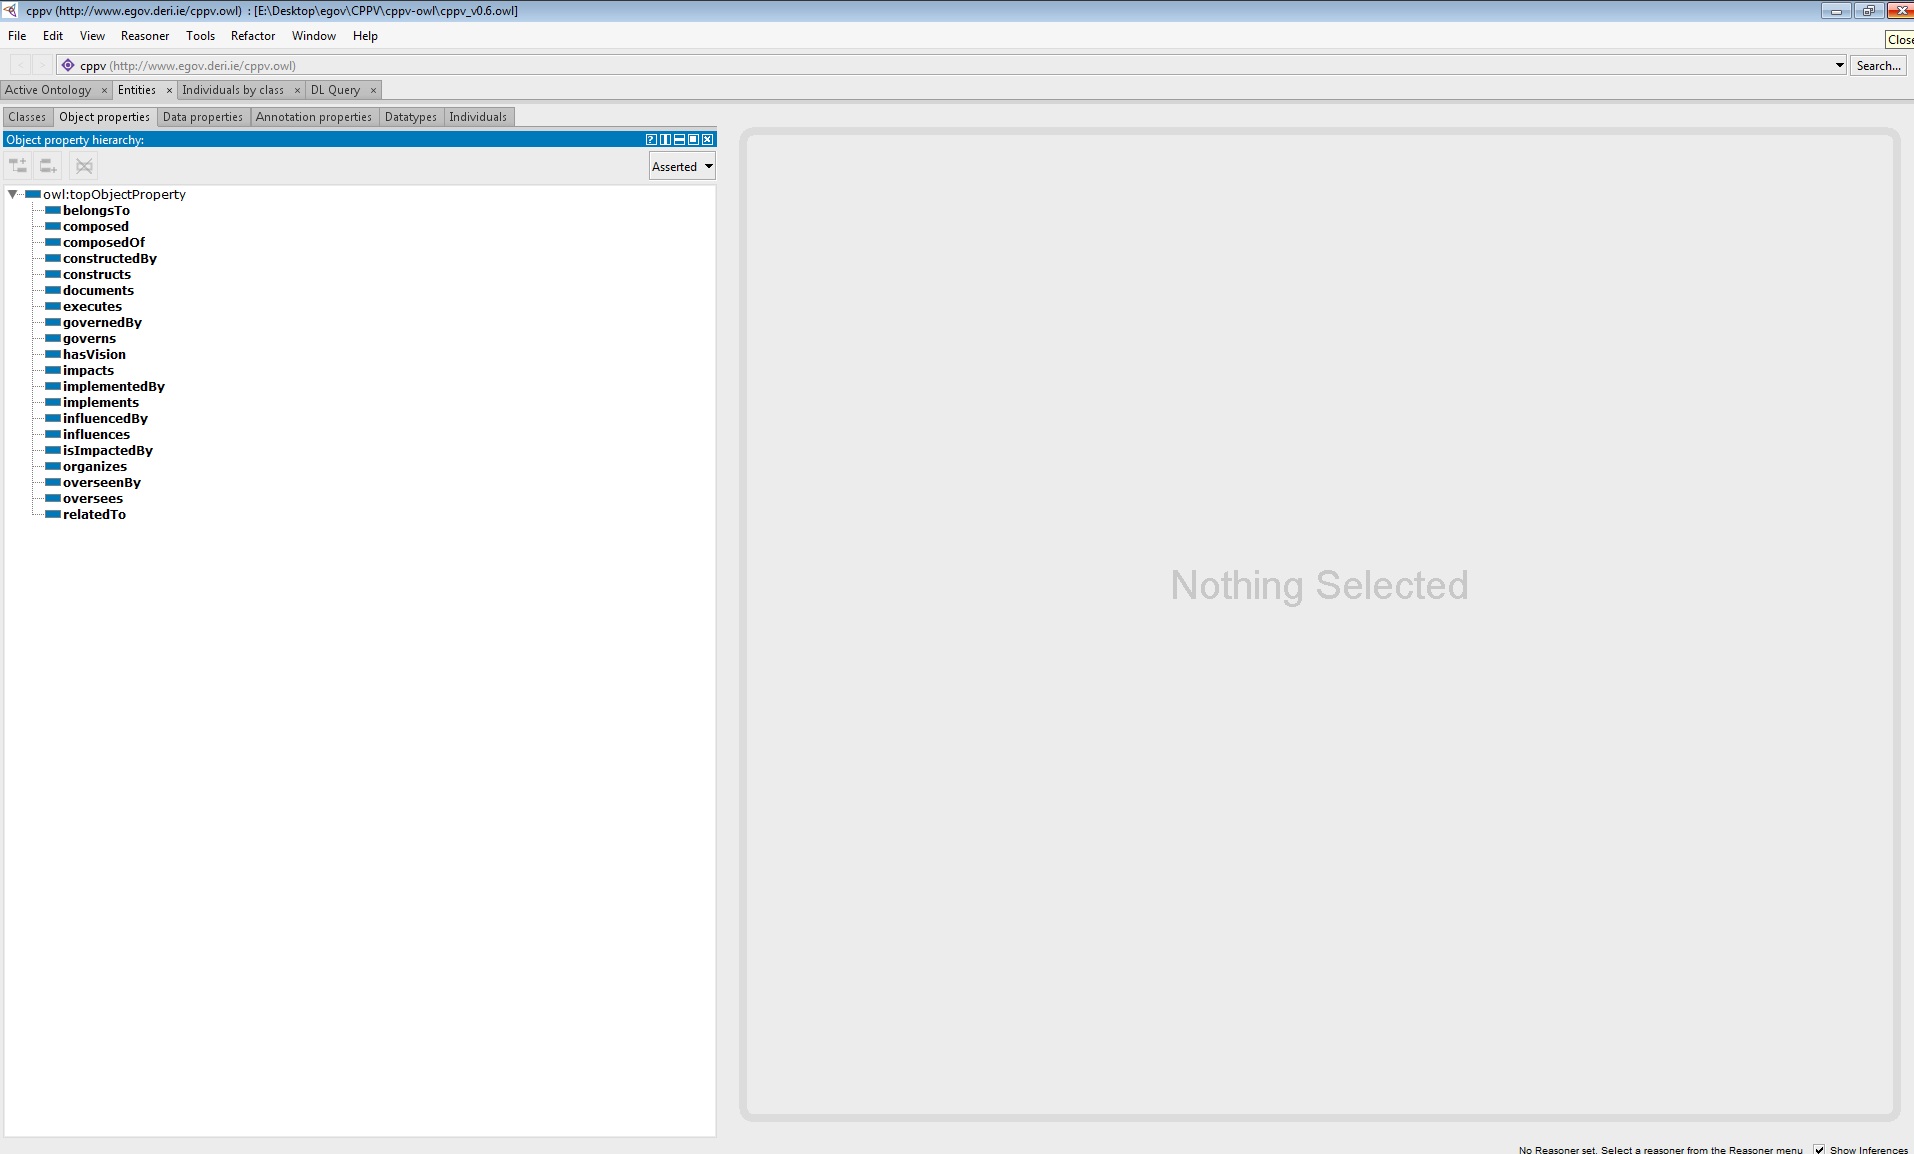 cppv (http://www.egov.deri.ie/cppv.owl)  : [E:\Desktop\egov\CPPV\cppv-owl\cppv_v0.6.owl]
File Edit View Reasoner Tools Refactor Window Help
Close
< > cppv (http://www.egov.deri.ie/cppv.owl) Search...
Active Ontology × Entities × Individuals by class × DL Query ×
Classes Object properties Data properties Annotation properties Datatypes Individuals
Object property hierarchy:
Asserted
owl:topObjectProperty
belongsTo
composed
composedOf
constructedBy
constructs
documents
executes
governedBy
governs
hasVision
impacts
implementedBy
implements
influencedBy
influences
isImpactedBy
organizes
overseenBy
oversees
relatedTo
Nothing Selected
No Reasoner set. Select a reasoner from the Reasoner menu Show Inferences